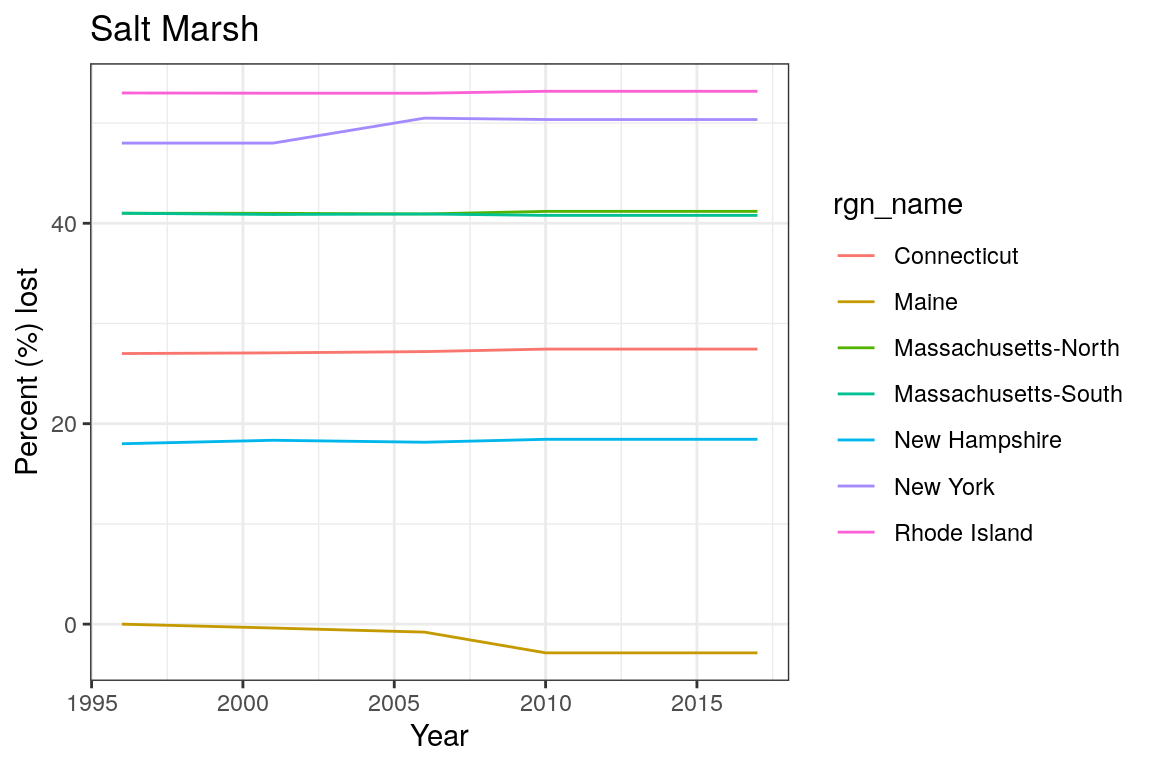 Salt Marsh
Percent (%) lost
40
20
0
1995 2000 2005 2010 2015
Year
rgn_name
Connecticut
Maine
Massachusetts-North
Massachusetts-South
New Hampshire
New York
Rhode Island